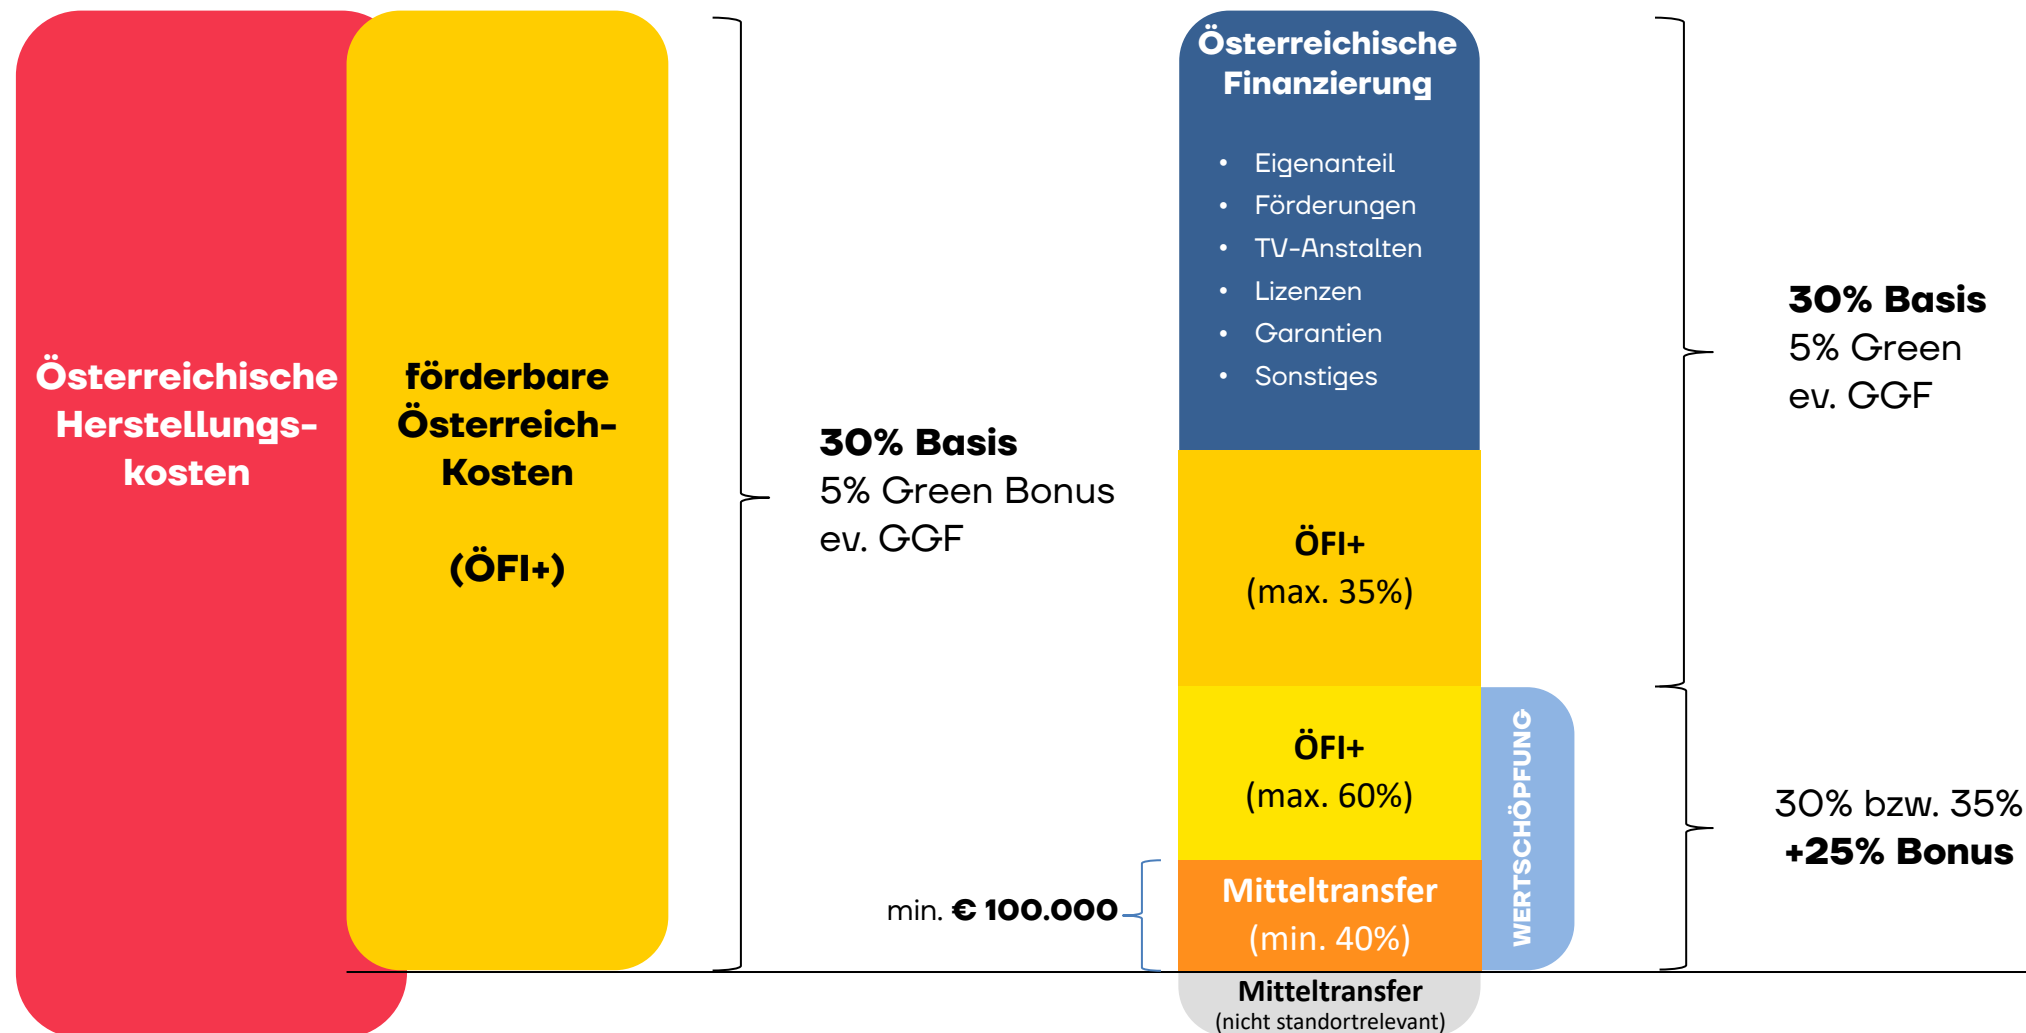 Österreichische
Herstellungs-
kosten
förderbare
Österreich-
Kosten
(ÖFI+)
30% Basis
5% Green Bonus
ev. GGF
Österreichische
Finanzierung
• Eigenanteil
• Förderungen
• TV-Anstalten
• Lizenzen
• Garantien
• Sonstiges
ÖFI+
(max. 35%)
ÖFI+
(max. 60%)
WERTSCHÖPFUNG
min. € 100.000
Mitteltransfer
(min. 40%)
Mitteltransfer
(nicht standortrelevant)
30% Basis
5% Green
ev. GGF
30% bzw. 35%
+25% Bonus